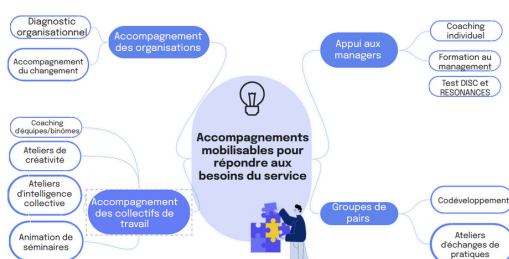 Diagnostic
organisationnel
Accompagnement
du changement
Accompagnement
des organisations
Coaching
d'équipes/binômes
Ateliers de
créativité
Ateliers
d'intelligence
collective
Animation de
séminaires
Accompagnement
des collectifs de
travail
Accompagnements
mobilisables pour
répondre aux
besoins du service
Appui aux
managers
Coaching
individuel
Formation au
management
Test DISC et
RESONANCES
Groupes de
pairs
Codéveloppement
Ateliers
d'échanges de
pratiques